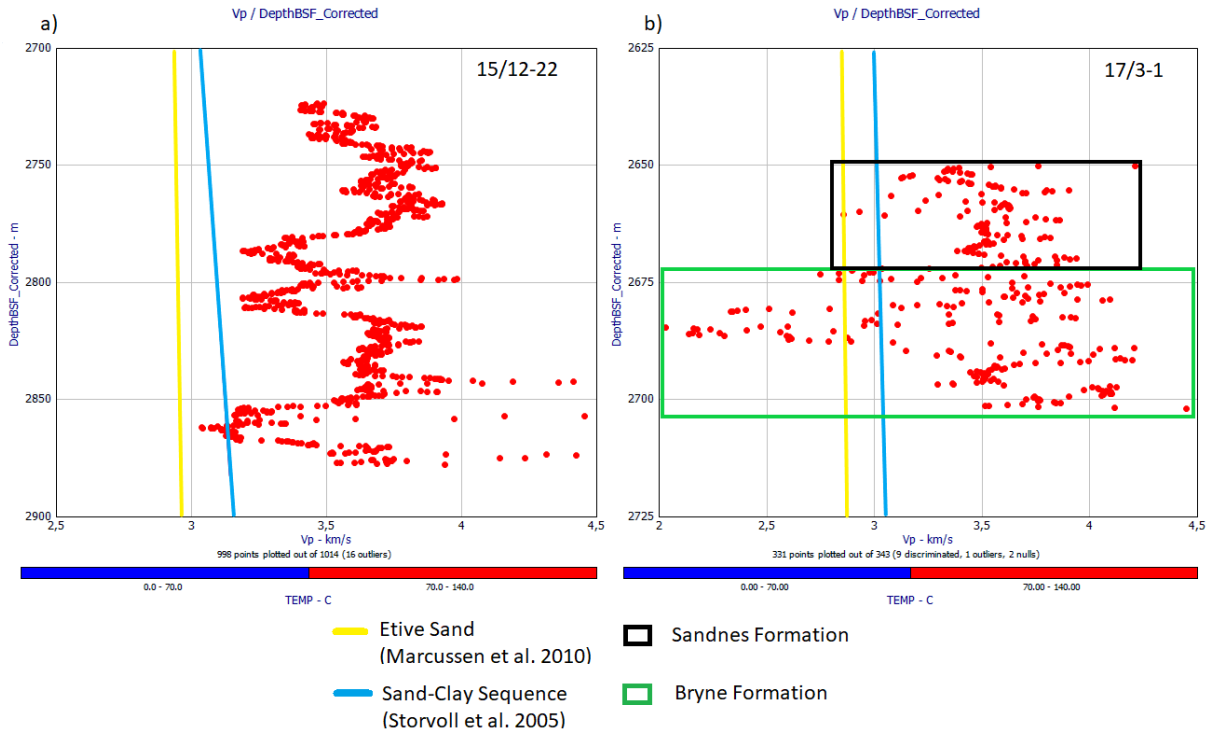 a)
Vp / DepthBSF_Corrected
15/12-22
2700
2750
2800
2850
2900
DepthBSF_Corrected - m
2,5
3
3,5
4
4,5
Vp - km/s
998 points plotted out of 1014 (16 outliers)
0.0 - 70.0
70.0 - 140.0
TEMP - C
b)
Vp / DepthBSF_Corrected
17/3-1
2625
2650
2675
2700
2725
DepthBSF_Corrected - m
2
2,5
3
3,5
4
4,5
Vp - km/s
331 points plotted out of 343 (9 discriminated, 1 outliers, 2 nulls)
0.00 - 70.00
70.00 - 140.00
TEMP - C
Etive Sand
(Marcussen et al. 2010)
Sand-Clay Sequence
(Storvoll et al. 2005)
Sandnes Formation
Bryne Formation